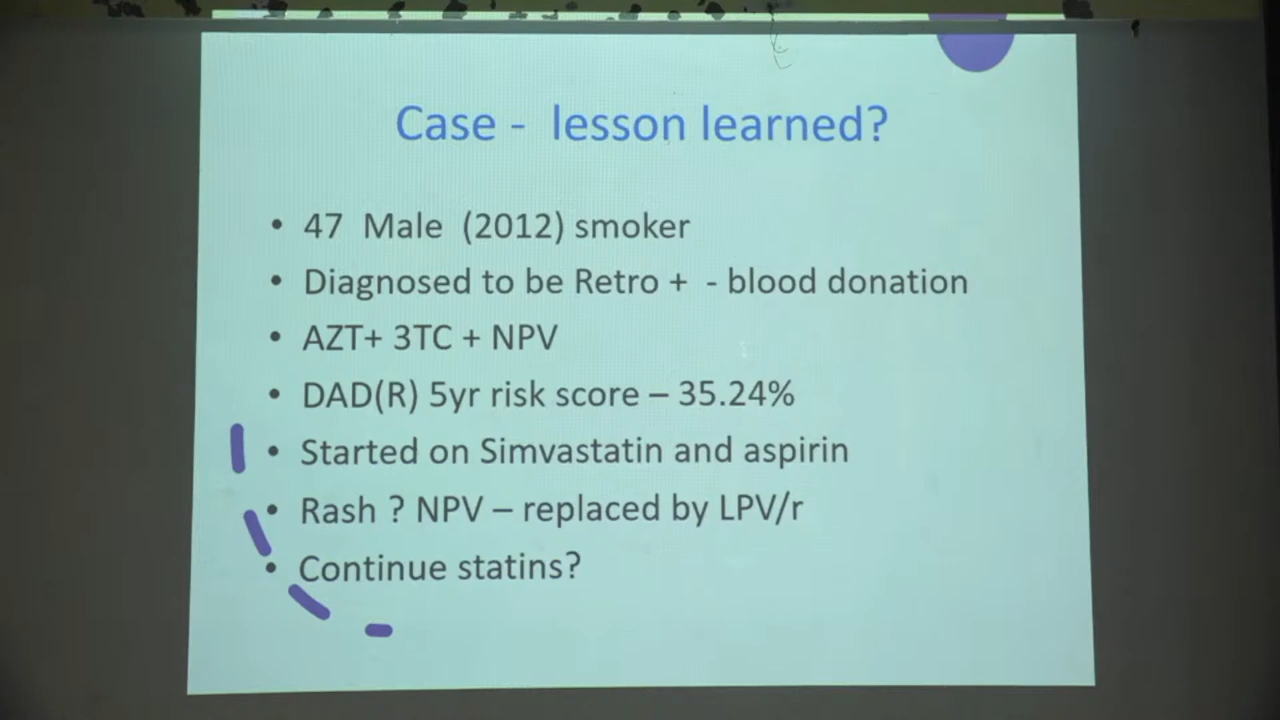 Case - lesson learned?
• 47 Male (2012) smoker
• Diagnosed to be Retro + - blood donation
• AZT+ 3TC + NPV
• DAD(R) 5yr risk score – 35.24%
• Started on Simvastatin and aspirin
• Rash ? NPV – replaced by LPV/r
• Continue statins?